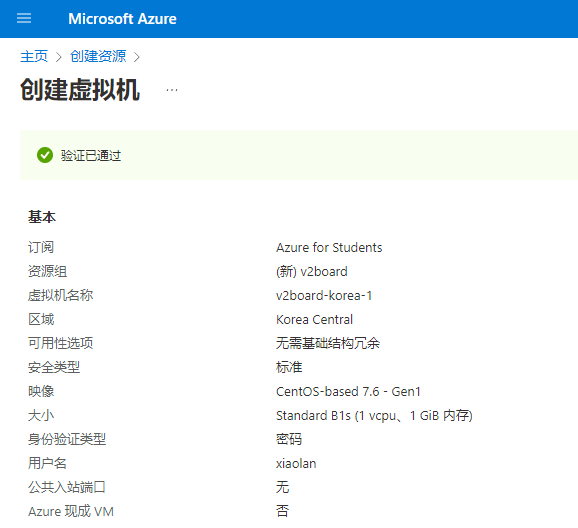 Microsoft Azure
主页 > 创建资源 >
创建虚拟机 ...
验证已通过
基本
订阅 Azure for Students
资源组 (新) v2board
虚拟机名称 v2board-korea-1
区域 Korea Central
可用性选项 无需基础结构冗余
安全类型 标准
映像 CentOS-based 7.6 - Gen1
大小 Standard B1s (1 vcpu、1 GiB 内存)
身份验证类型 密码
用户名 xiaolan
公共入站端口 无
Azure 现成 VM 否